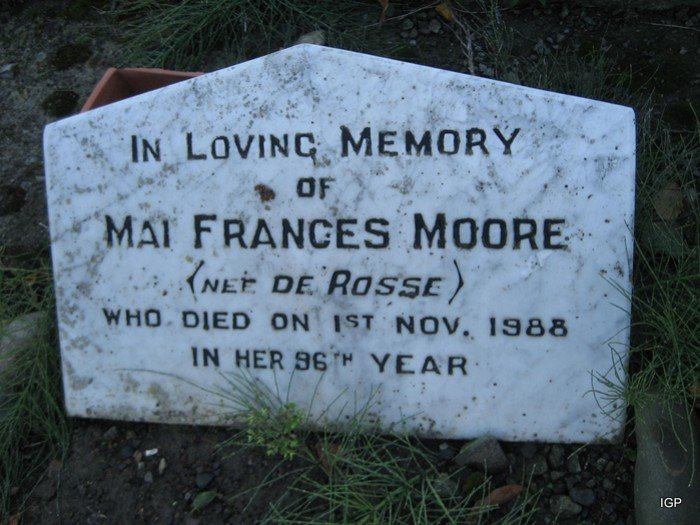 IN LOVING MEMORY
OF
MAI FRANCES MOORE
(NEE DE ROSSE)
WHO DIED ON 1ST NOV. 1988
IN HER 96TH YEAR
IGP